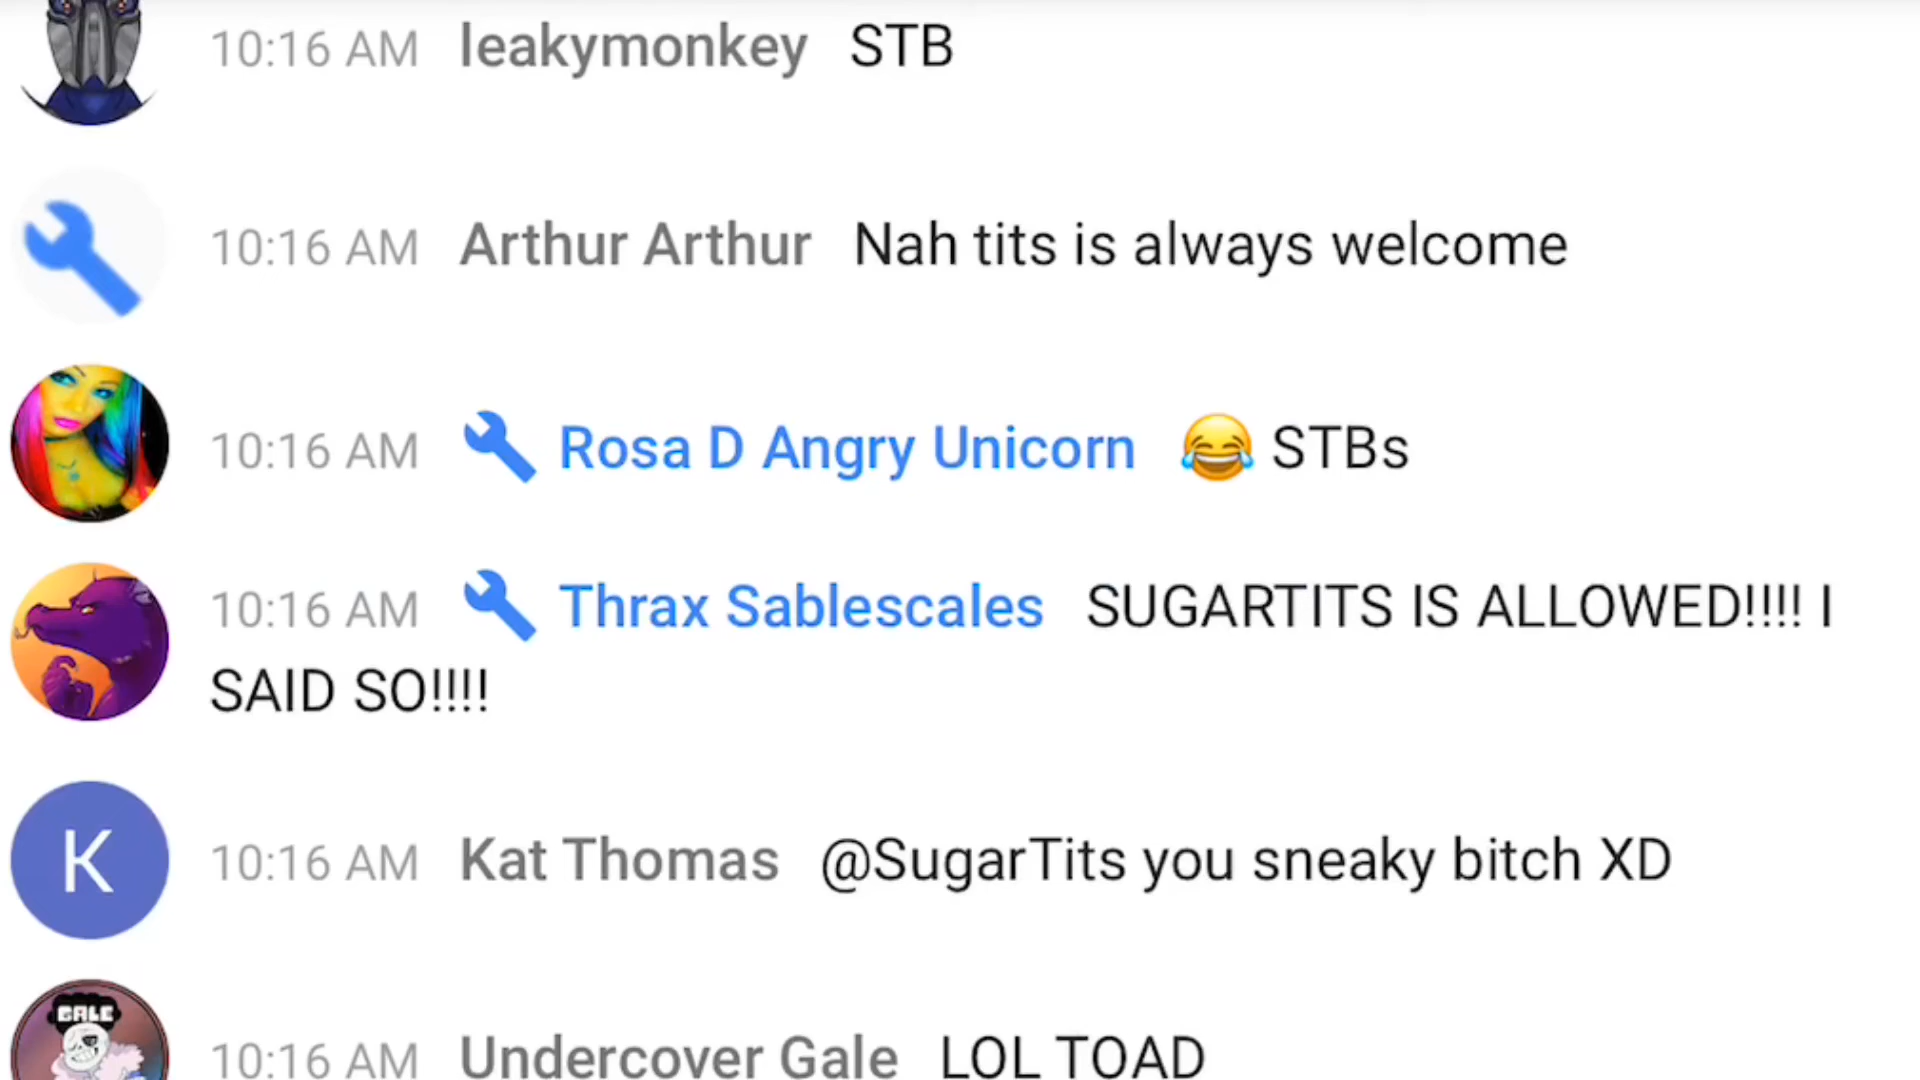 10:16 AM leakymonkey STB
10:16 AM Arthur Arthur Nah tits is always welcome
10:16 AM Rosa D Angry Unicorn 😂 STBs
10:16 AM Thrax Sablescales SUGARTITS IS ALLOWED!!!! I
SAID SO!!!!
K 10:16 AM Kat Thomas @SugarTits you sneaky bitch XD
GALE
10:16 AM Undercover Gale LOL TOAD